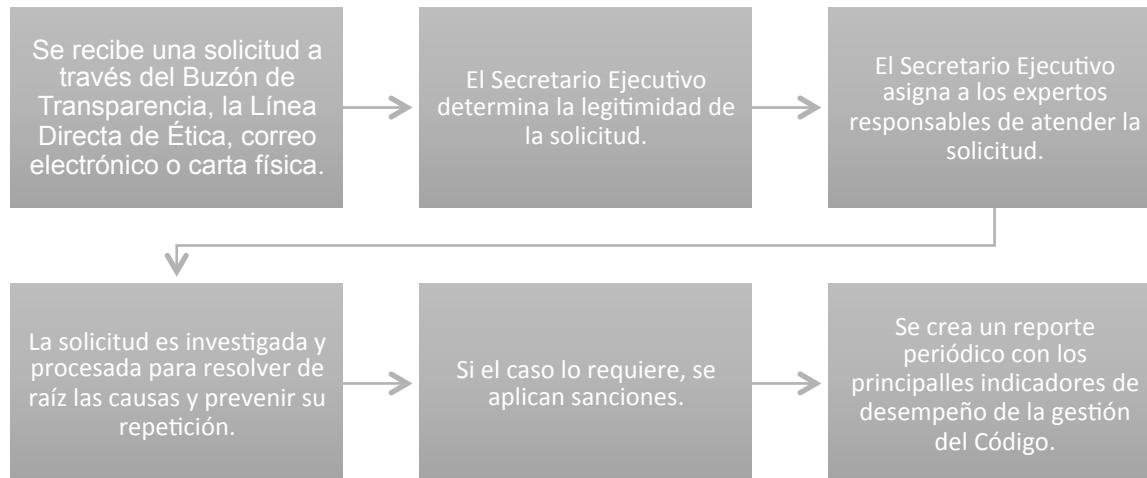 Se recibe una solicitud a
través del Buzón de
Transparencia, la Línea
Directa de Ética, correo
electrónico o carta física.
El Secretario Ejecutivo
determina la legitimidad de
la solicitud.
El Secretario Ejecutivo
asigna a los expertos
responsables de atender la
solicitud.
La solicitud es investigada y
procesada para resolver de
raíz las causas y prevenir su
repetición.
Si el caso lo requiere, se
aplican sanciones.
Se crea un reporte
periódico con los
principalles indicadores de
desempeño de la gestión
del Código.